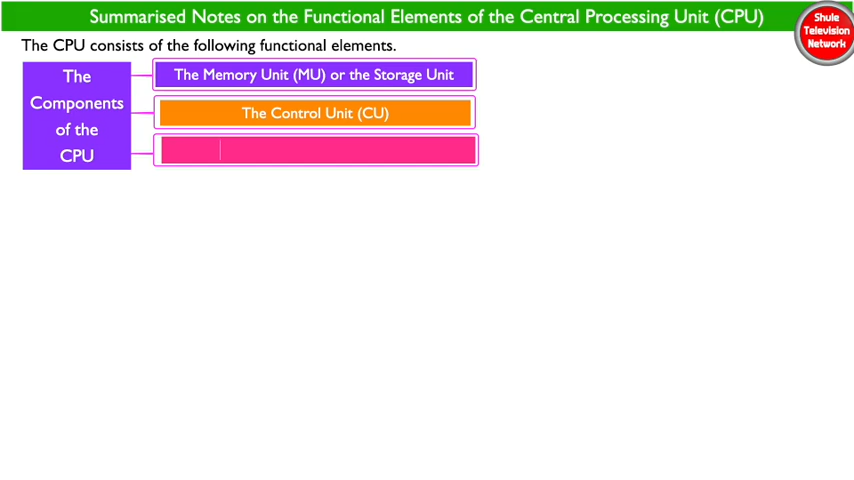 Summarised Notes on the Functional Elements of the Central Processing Unit (CPU)
Shule
Television
Network
The CPU consists of the following functional elements.
The
Components
of the
CPU
The Memory Unit (MU) or the Storage Unit
The Control Unit (CU)